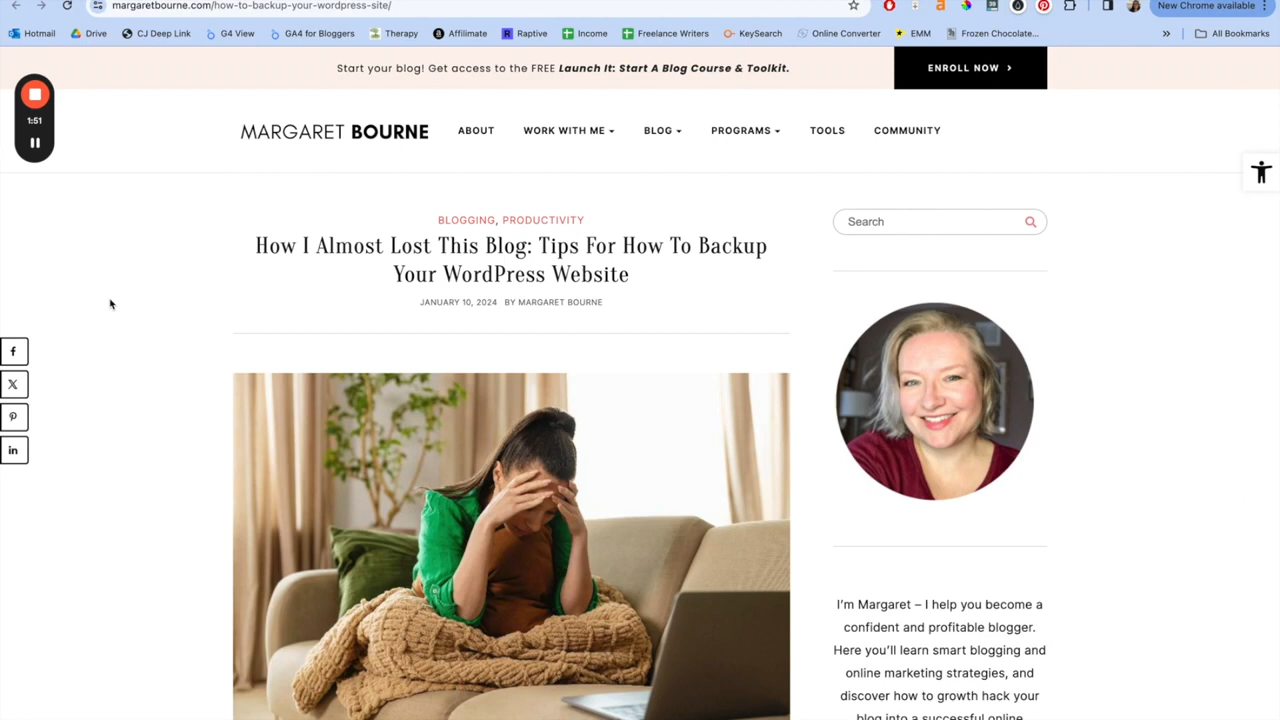 margaretbourne.com/how-to-backup-your-wordpress-site/
New Chrome available
Hotmail Drive CJ Deep Link G4 View GA4 for Bloggers Therapy Affilimate Raptive Income Freelance Writers KeySearch Online Converter EMM Frozen Chocolate... » All Bookmarks
Start your blog! Get access to the FREE Launch It: Start A Blog Course & Toolkit.
ENROLL NOW >
1:51
MARGARET BOURNE
ABOUT WORK WITH ME BLOG PROGRAMS TOOLS COMMUNITY
BLOGGING, PRODUCTIVITY
How I Almost Lost This Blog: Tips For How To Backup
Your WordPress Website
JANUARY 10, 2024 BY MARGARET BOURNE
Search
I'm Margaret – I help you become a
confident and profitable blogger.
Here you'll learn smart blogging and
online marketing strategies, and
discover how to growth hack your
blog into a successful online